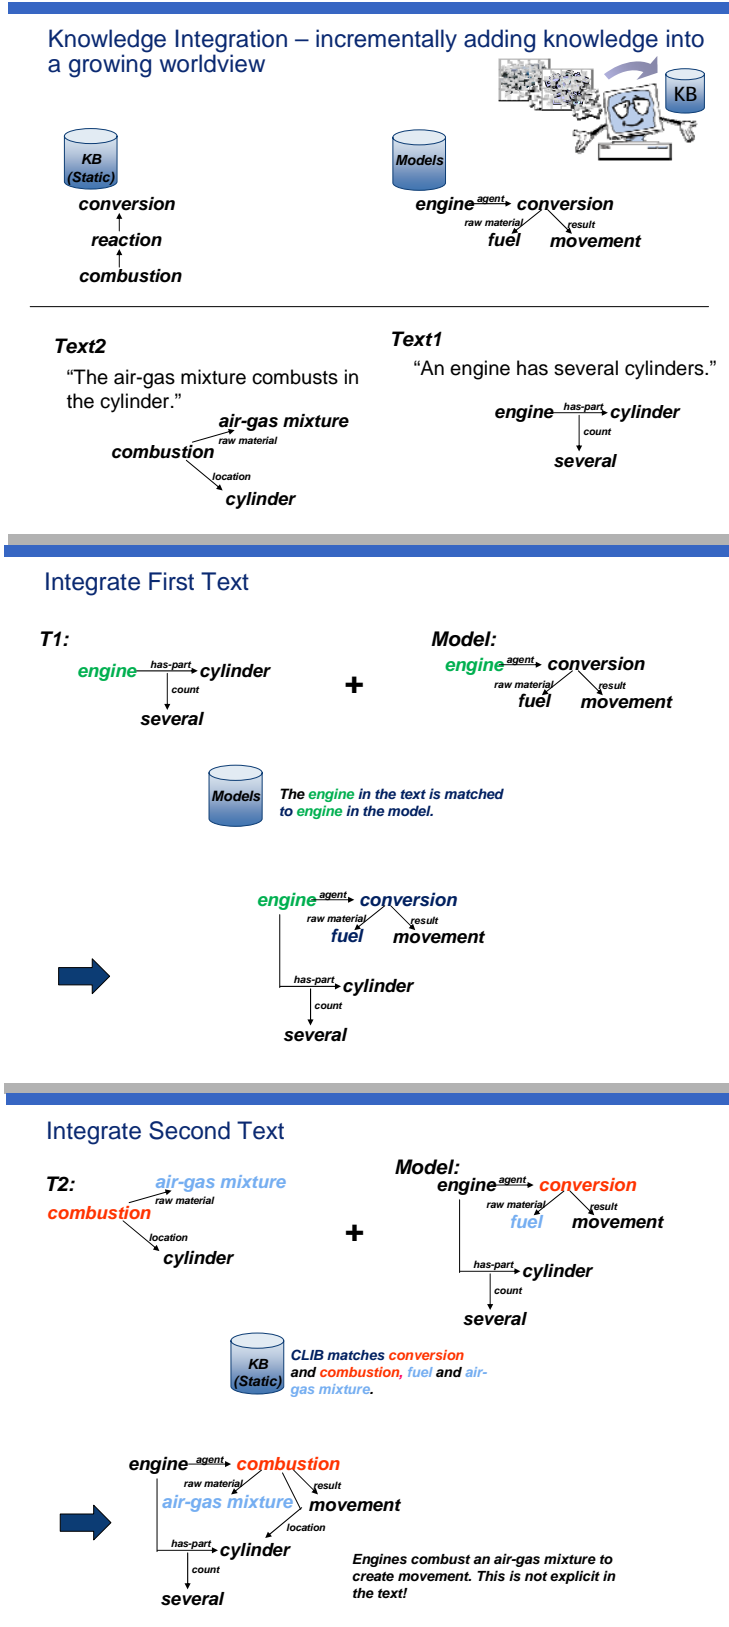 Knowledge Integration – incrementally adding knowledge into
a growing worldview
KB
KB
(Static)
conversion
reaction
combustion
Models
engine agent conversion
raw material result
fuel movement
Text2
“The air-gas mixture combusts in
the cylinder.”
air-gas mixture
raw material
combustion
location
cylinder
Text1
“An engine has several cylinders.”
engine has-part cylinder
count
several
Integrate First Text
T1:
engine has-part cylinder
count
several
+
Model:
engine agent conversion
raw material result
fuel movement
Models
The engine in the text is matched
to engine in the model.
engine agent conversion
raw material result
fuel movement
has-part cylinder
count
several
Integrate Second Text
T2:
air-gas mixture
raw material
combustion
location
cylinder
+
Model:
engine agent conversion
raw material result
fuel movement
has-part cylinder
count
several
KB
(Static)
CLIB matches conversion
and combustion, fuel and air-
gas mixture.
engine agent combustion
raw material result
air-gas mixture movement
location
has-part cylinder
count
several
Engines combust an air-gas mixture to
create movement. This is not explicit in
the text!